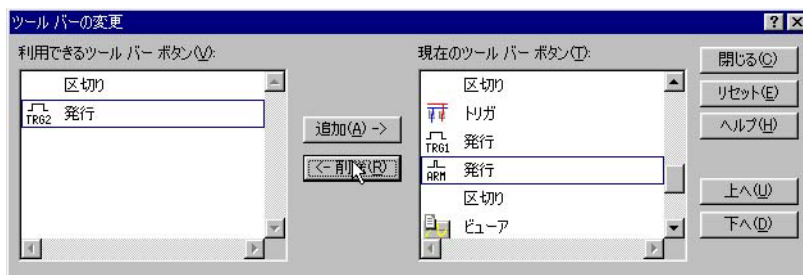 ツール バーの変更
利用できるツール バー ボタン(V):
区切り
TRG2 発行
追加(A) ->
<- 削除(R)
現在のツール バー ボタン(T):
区切り
トリガ
TRG1 発行
ARM 発行
区切り
ビューア
閉じる(C)
リセット(E)
ヘルプ(H)
上へ(U)
下へ(D)